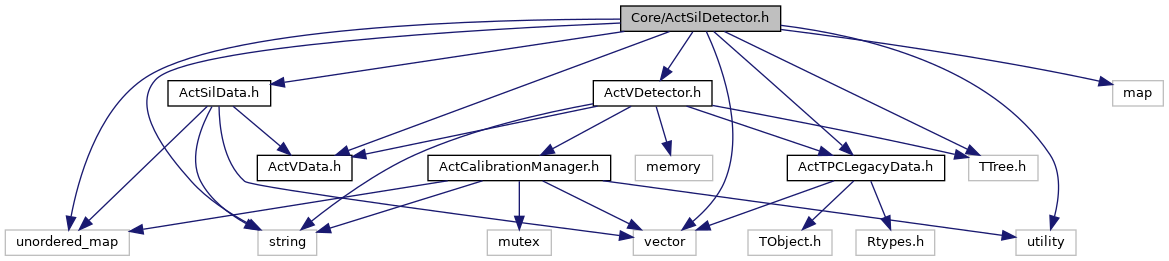 Core/ActSilDetector.h
ActSilData.h
ActVDetector.h
map
ActVData.h
ActCalibrationManager.h
memory
ActTPCLegacyData.h
TTree.h
unordered_map
string
mutex
vector
TObject.h
Rtypes.h
utility